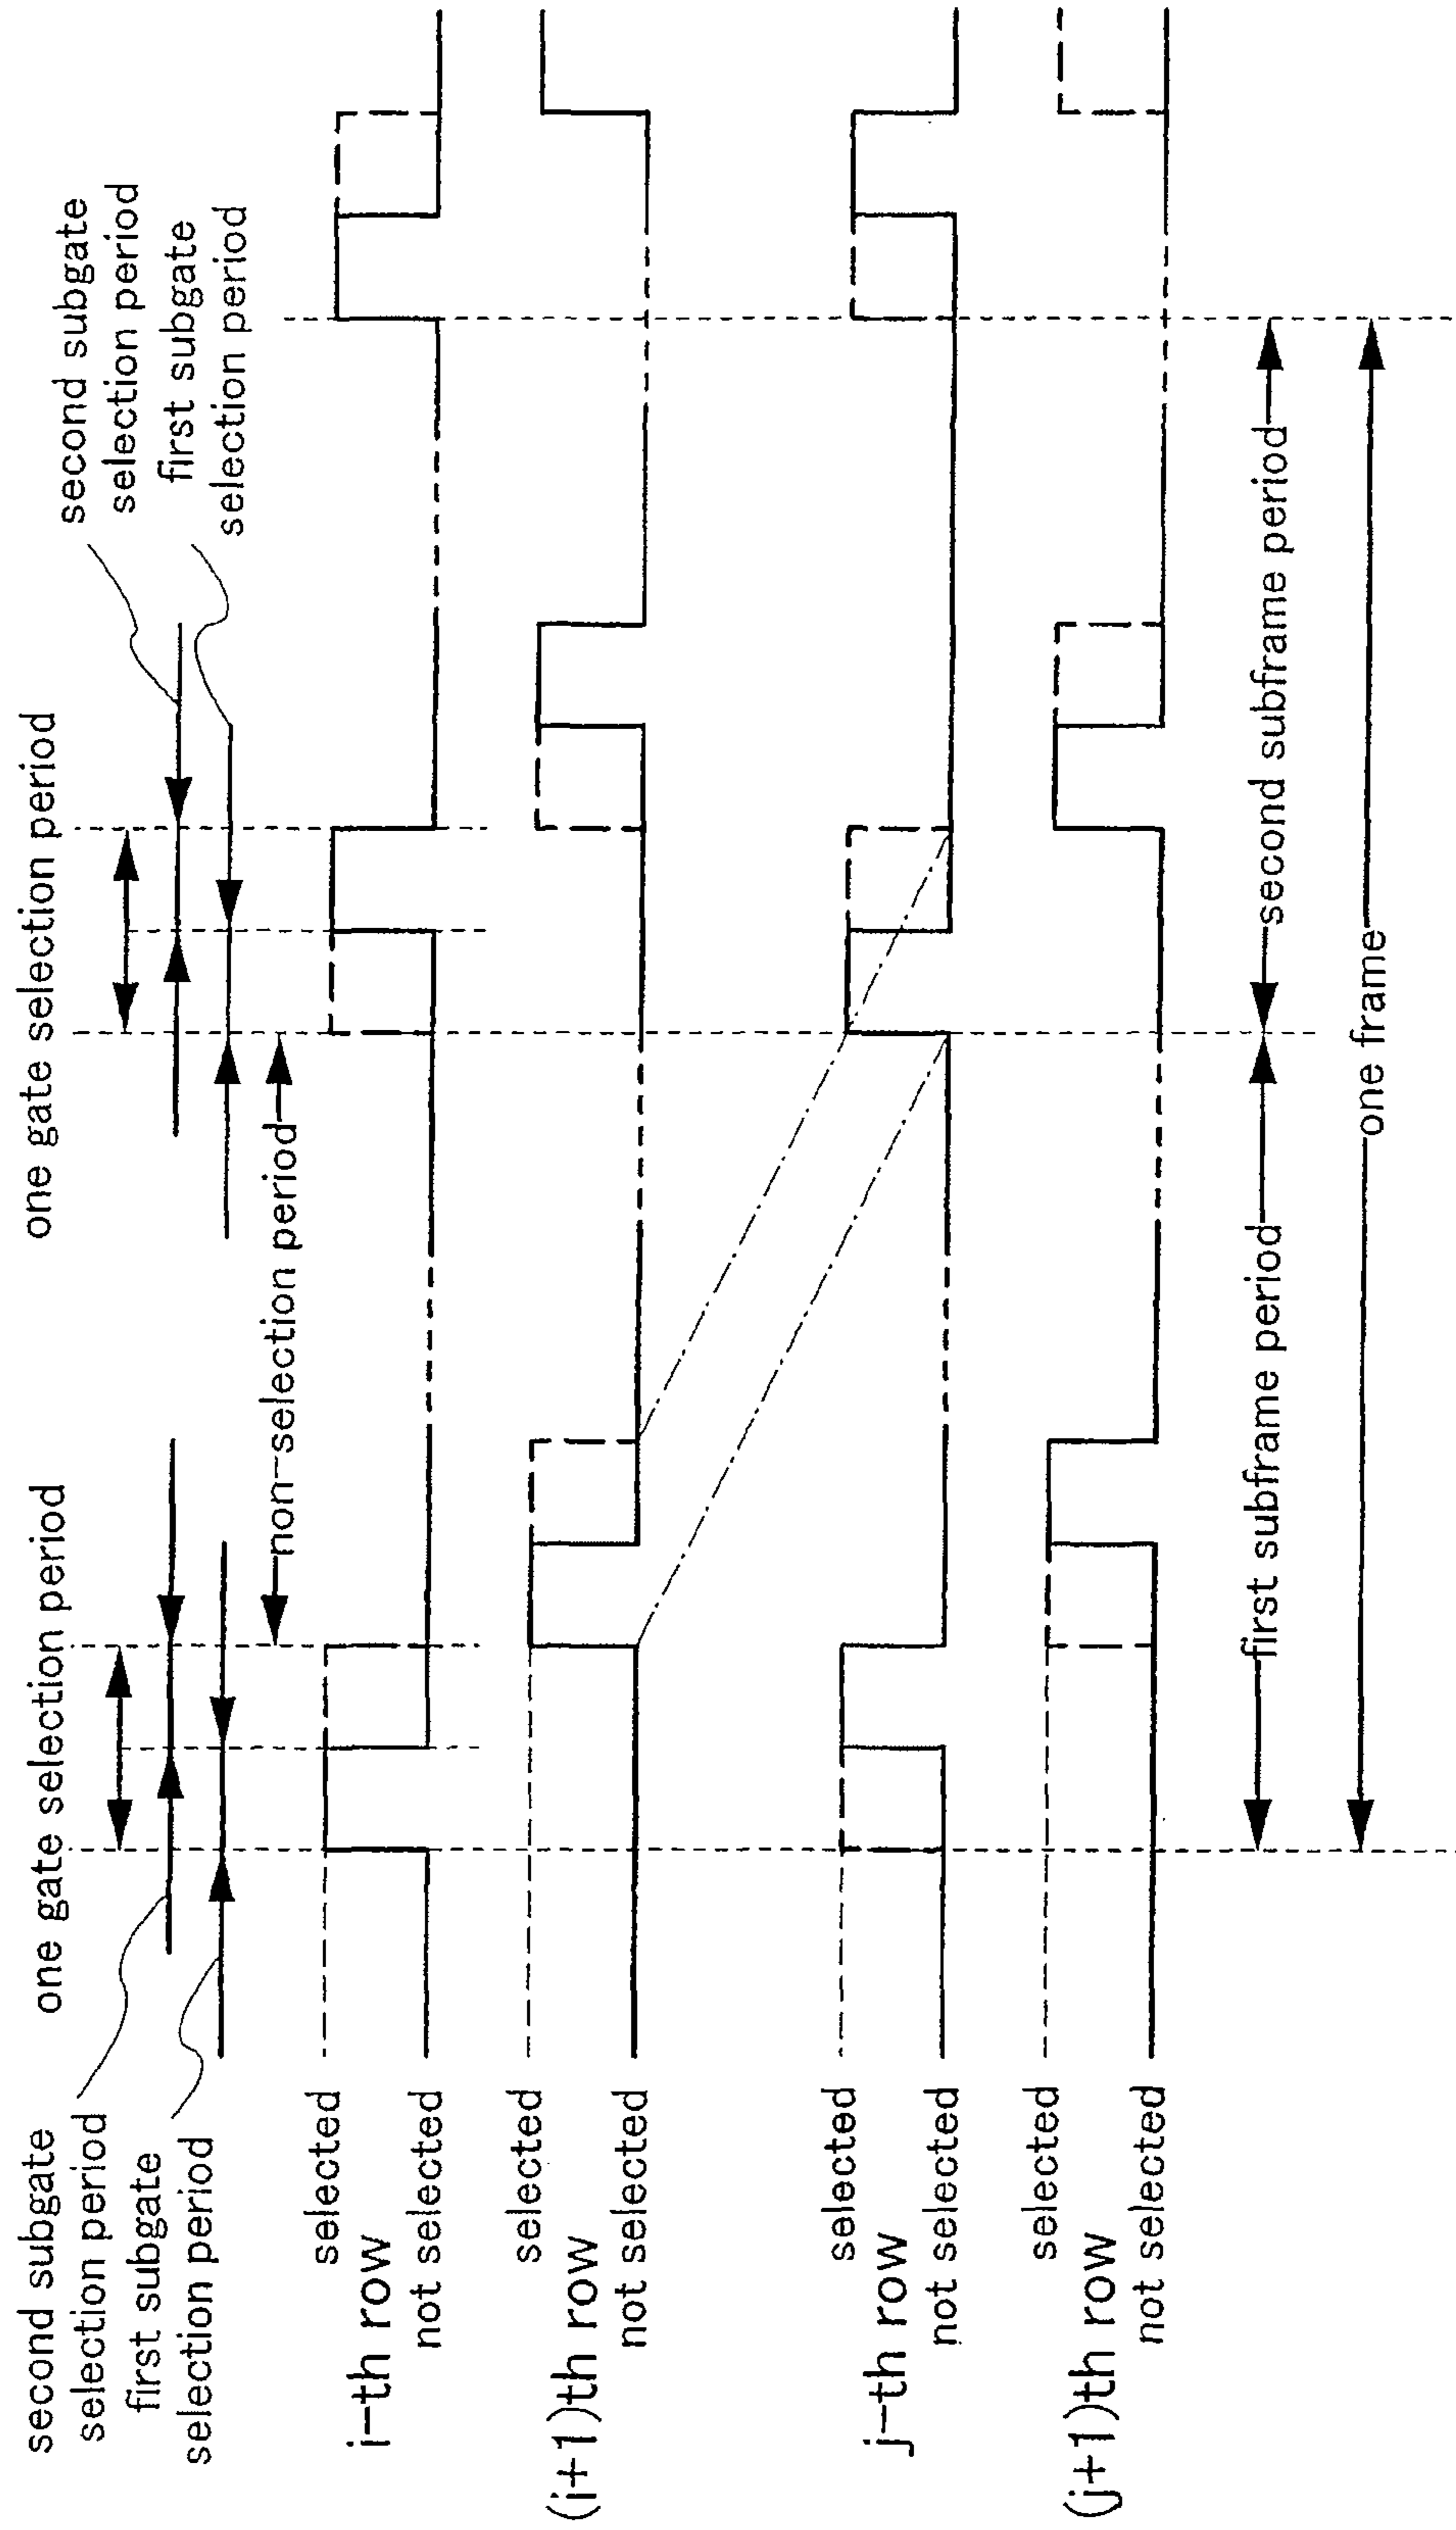 one gate selection period
one gate selection period
second subgate
selection period
first subgate
selection period
second subgate
selection period
first subgate
selection period
non-selection period
selected
i-th row
not selected
selected
(i+1)th row
not selected
selected
j-th row
not selected
selected
(j+1)th row
not selected
first subframe period
second subframe period
one frame